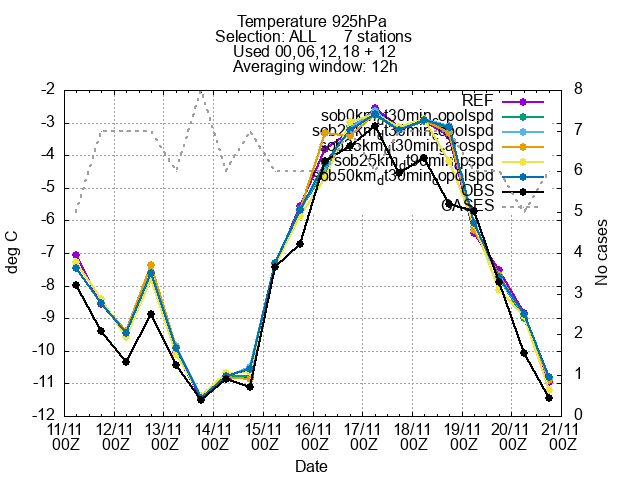 Temperature 925hPa
Selection: ALL 7 stations
Used 00,06,12,18 + 12
Averaging window: 12h
REF
OBS
CASES
-2
-3
-4
-5
-6
-7
-8
-9
-10
-11
-12
deg C
8
7
6
5
4
3
2
1
0
No cases
11/11 12/11 13/11 14/11 15/11 16/11 17/11 18/11 19/11 20/11 21/11
00Z 00Z 00Z 00Z 00Z 00Z 00Z 00Z 00Z 00Z 00Z
Date